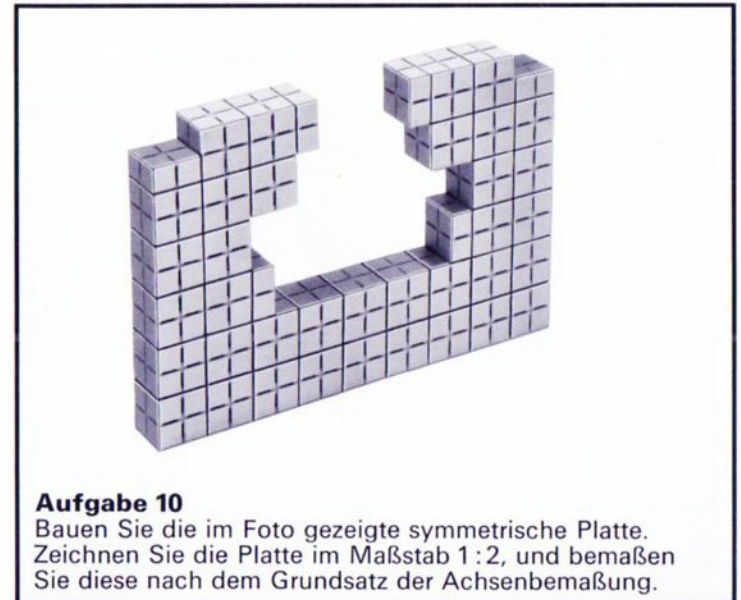 Aufgabe 10
Bauen Sie die im Foto gezeigte symmetrische Platte.
Zeichnen Sie die Platte im Maßstab 1:2, und bemaßen
Sie diese nach dem Grundsatz der Achsenbemaßung.